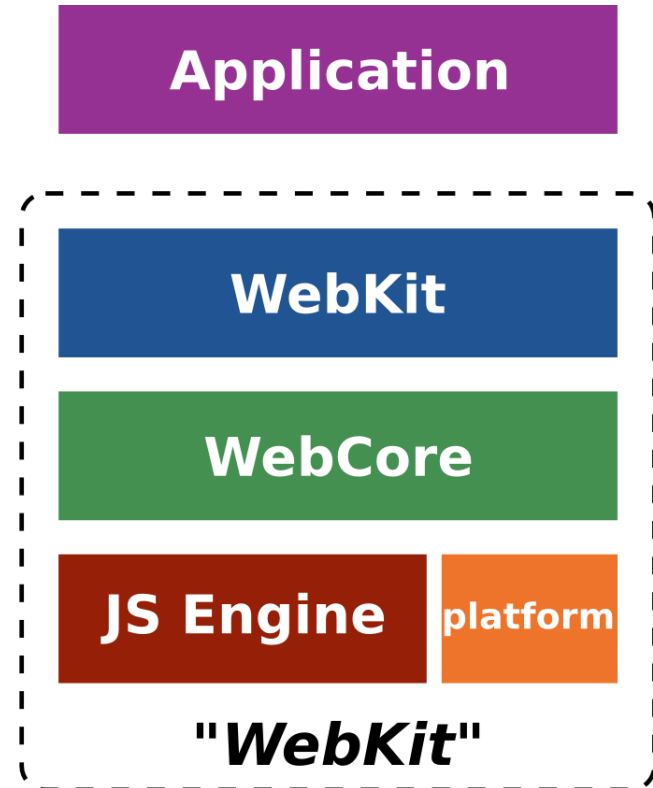 Application
WebKit
WebCore
JS Engine platform
"WebKit"